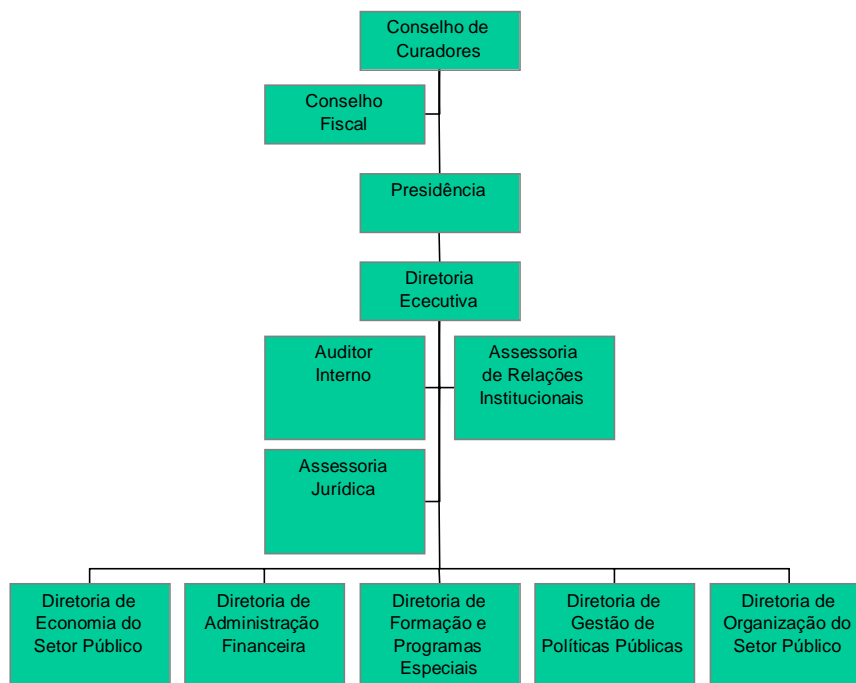 Conselho de
Curadores
Conselho
Fiscal
Presidência
Diretoria
Ececutiva
Auditor
Interno
Assessoria
de Relações
Institucionais
Assessoria
Jurídica
Diretoria de
Economia do
Setor Público
Diretoria de
Administração
Financeira
Diretoria de
Formação e
Programas
Especiais
Diretoria de
Gestão de
Políticas Públicas
Diretoria de
Organização do
Setor Público